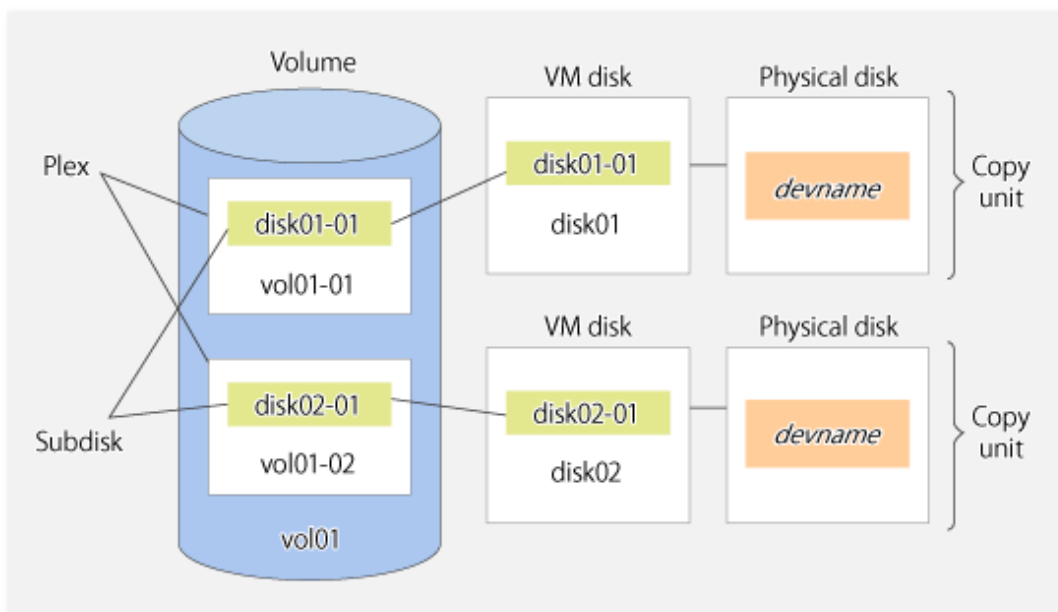 Volume
VM disk
Physical disk
Plex
disk01-01
vol01-01
disk01-01
disk01
devname
Copy
unit
VM disk
Physical disk
Subdisk
disk02-01
vol01-02
vol01
disk02-01
disk02
devname
Copy
unit